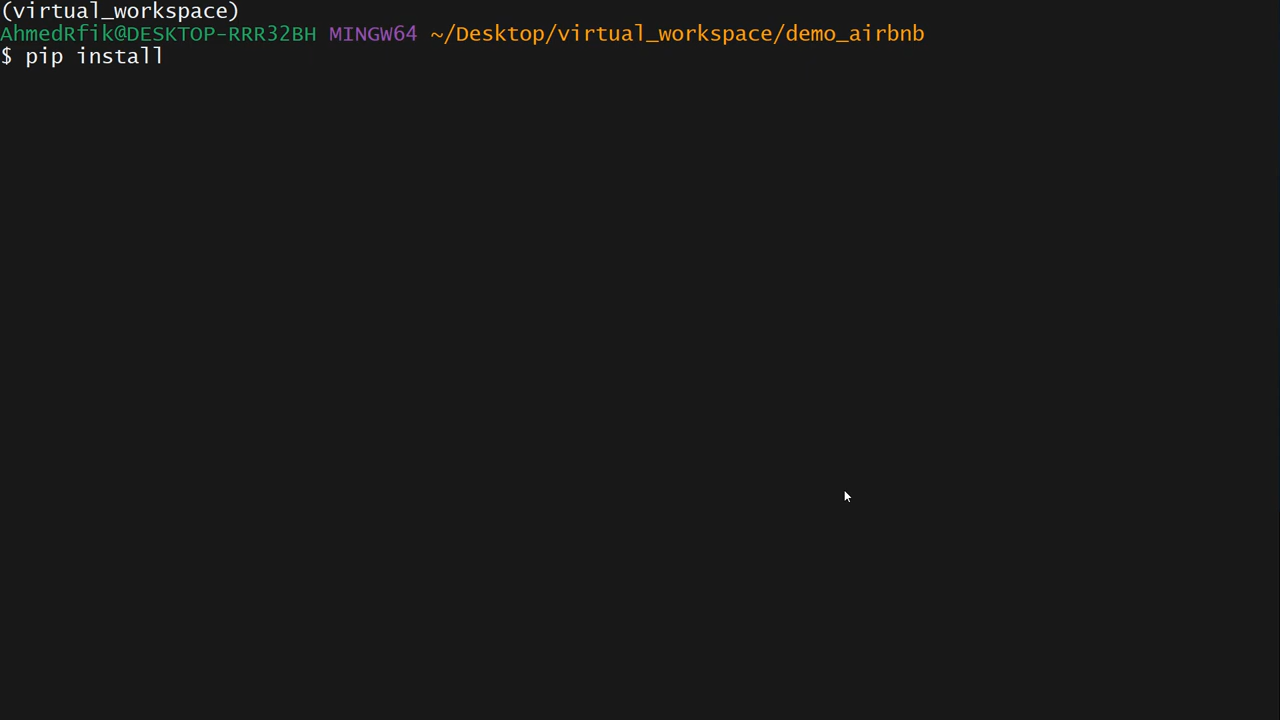 (virtual_workspace)
AhmedRfik@DESKTOP-RRR32BH MINGW64 ~/Desktop/virtual_workspace/demo_airbnb
$ pip install